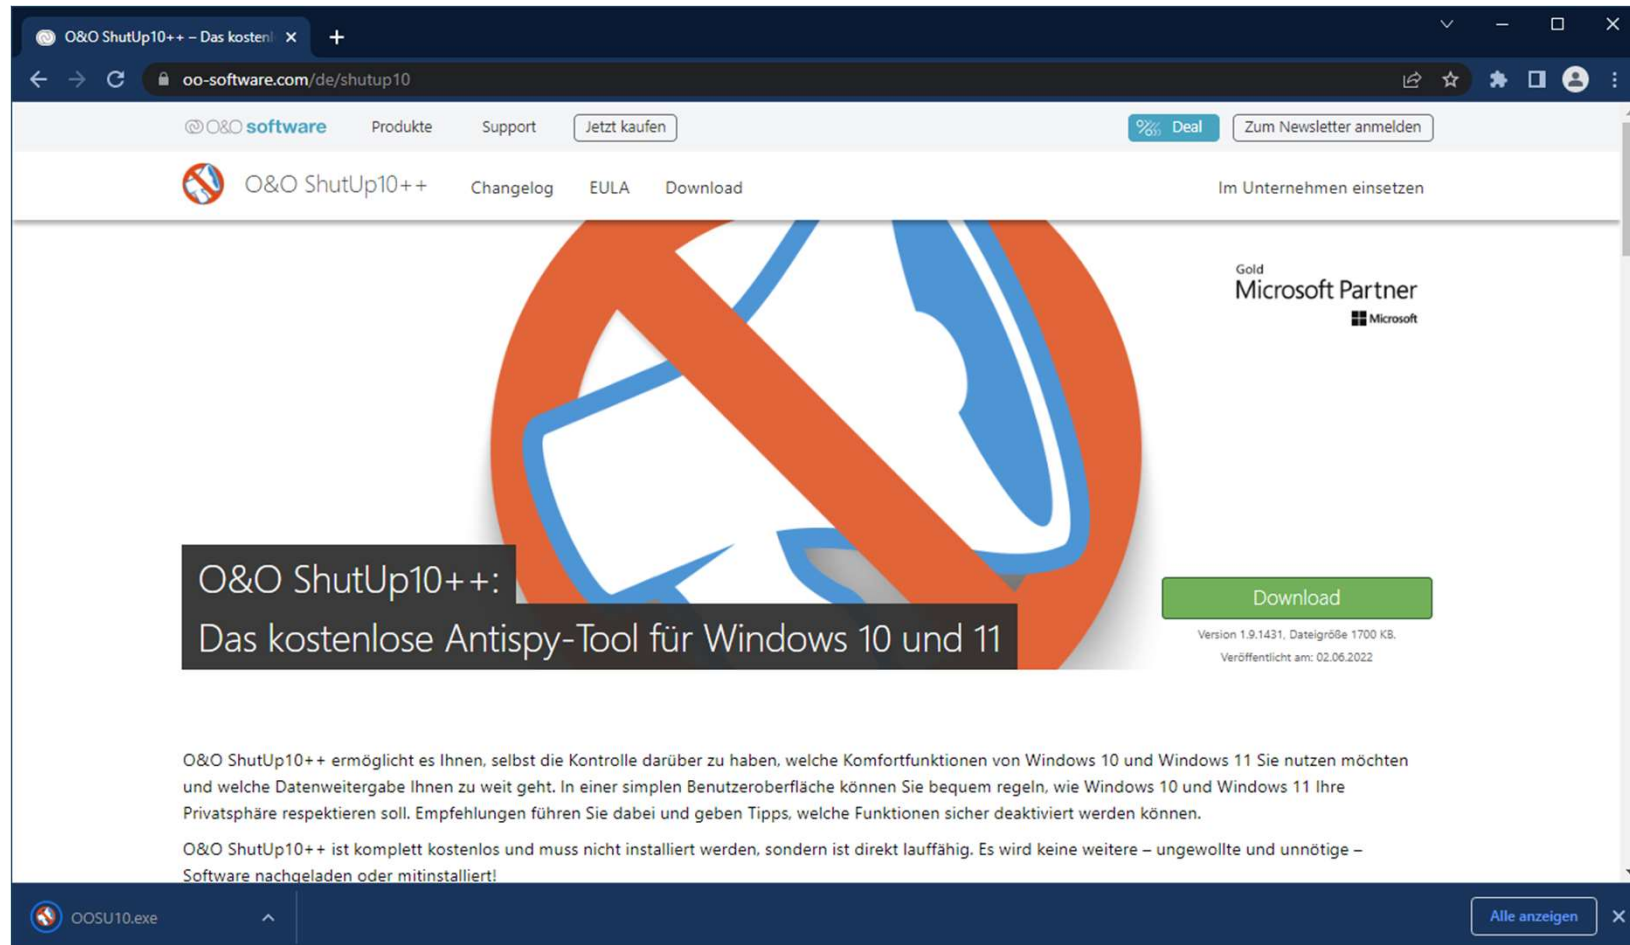 O&O ShutUp10++ – Das kosten
oo-software.com/de/shutup10
O&O software Produkte Support Jetzt kaufen % Deal Zum Newsletter anmelden
O&O ShutUp10++ Changelog EULA Download Im Unternehmen einsetzen
Gold
Microsoft Partner
Microsoft
O&O ShutUp10++:
Das kostenlose Antispy-Tool für Windows 10 und 11
Download
Version 1.9.1431, Dateigröße 1700 KB.
Veröffentlicht am: 02.06.2022
O&O ShutUp10++ ermöglicht es Ihnen, selbst die Kontrolle darüber zu haben, welche Komfortfunktionen von Windows 10 und Windows 11 Sie nutzen möchten
und welche Datenweitergabe Ihnen zu weit geht. In einer simplen Benutzeroberfläche können Sie bequem regeln, wie Windows 10 und Windows 11 Ihre
Privatsphäre respektieren soll. Empfehlungen führen Sie dabei und geben Tipps, welche Funktionen sicher deaktiviert werden können.
O&O ShutUp10++ ist komplett kostenlos und muss nicht installiert werden, sondern ist direkt lauffähig. Es wird keine weitere – ungewollte und unnötige –
Software nachgeladen oder mitinstalliert!
OOSU10.exe Alle anzeigen